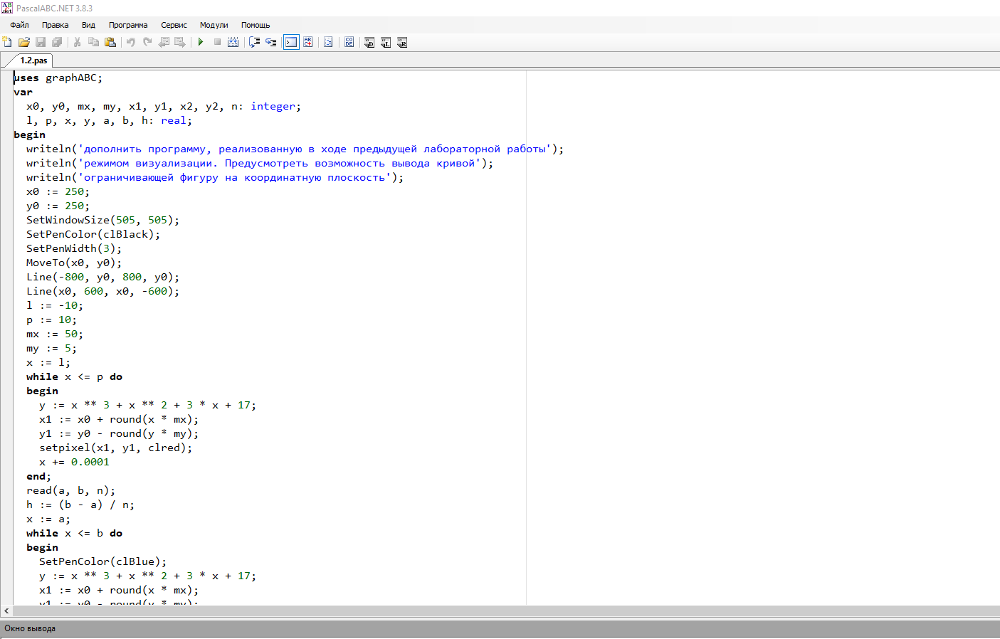 PascalABC.NET 3.8.3
Файл Правка Вид Программа Сервис Модули Помощь
1.2.pas
uses graphABC;
var
x0, y0, mx, my, x1, y1, x2, y2, n: integer;
l, p, x, y, a, b, h: real;
begin
writeln('дополнить программу, реализованную в ходе предыдущей лабораторной работы');
writeln('режимом визуализации. Предусмотреть возможность вывода кривой');
writeln('ограничивающей фигуру на координатную плоскость');
x0 := 250;
y0 := 250;
SetWindowSize(505, 505);
SetPenColor(clBlack);
SetPenWidth(3);
MoveTo(x0, y0);
Line(-800, y0, 800, y0);
Line(x0, 600, x0, -600);
l := -10;
p := 10;
mx := 50;
my := 5;
x := l;
while x <= p do
begin
y := x ** 3 + x ** 2 + 3 * x + 17;
x1 := x0 + round(x * mx);
y1 := y0 - round(y * my);
setpixel(x1, y1, clred);
x += 0.0001
end;
read(a, b, n);
h := (b - a) / n;
x := a;
while x <= b do
begin
SetPenColor(clBlue);
y := x ** 3 + x ** 2 + 3 * x + 17;
x1 := x0 + round(x * mx);
y1 := y0 - round(y * my);
Окно вывода